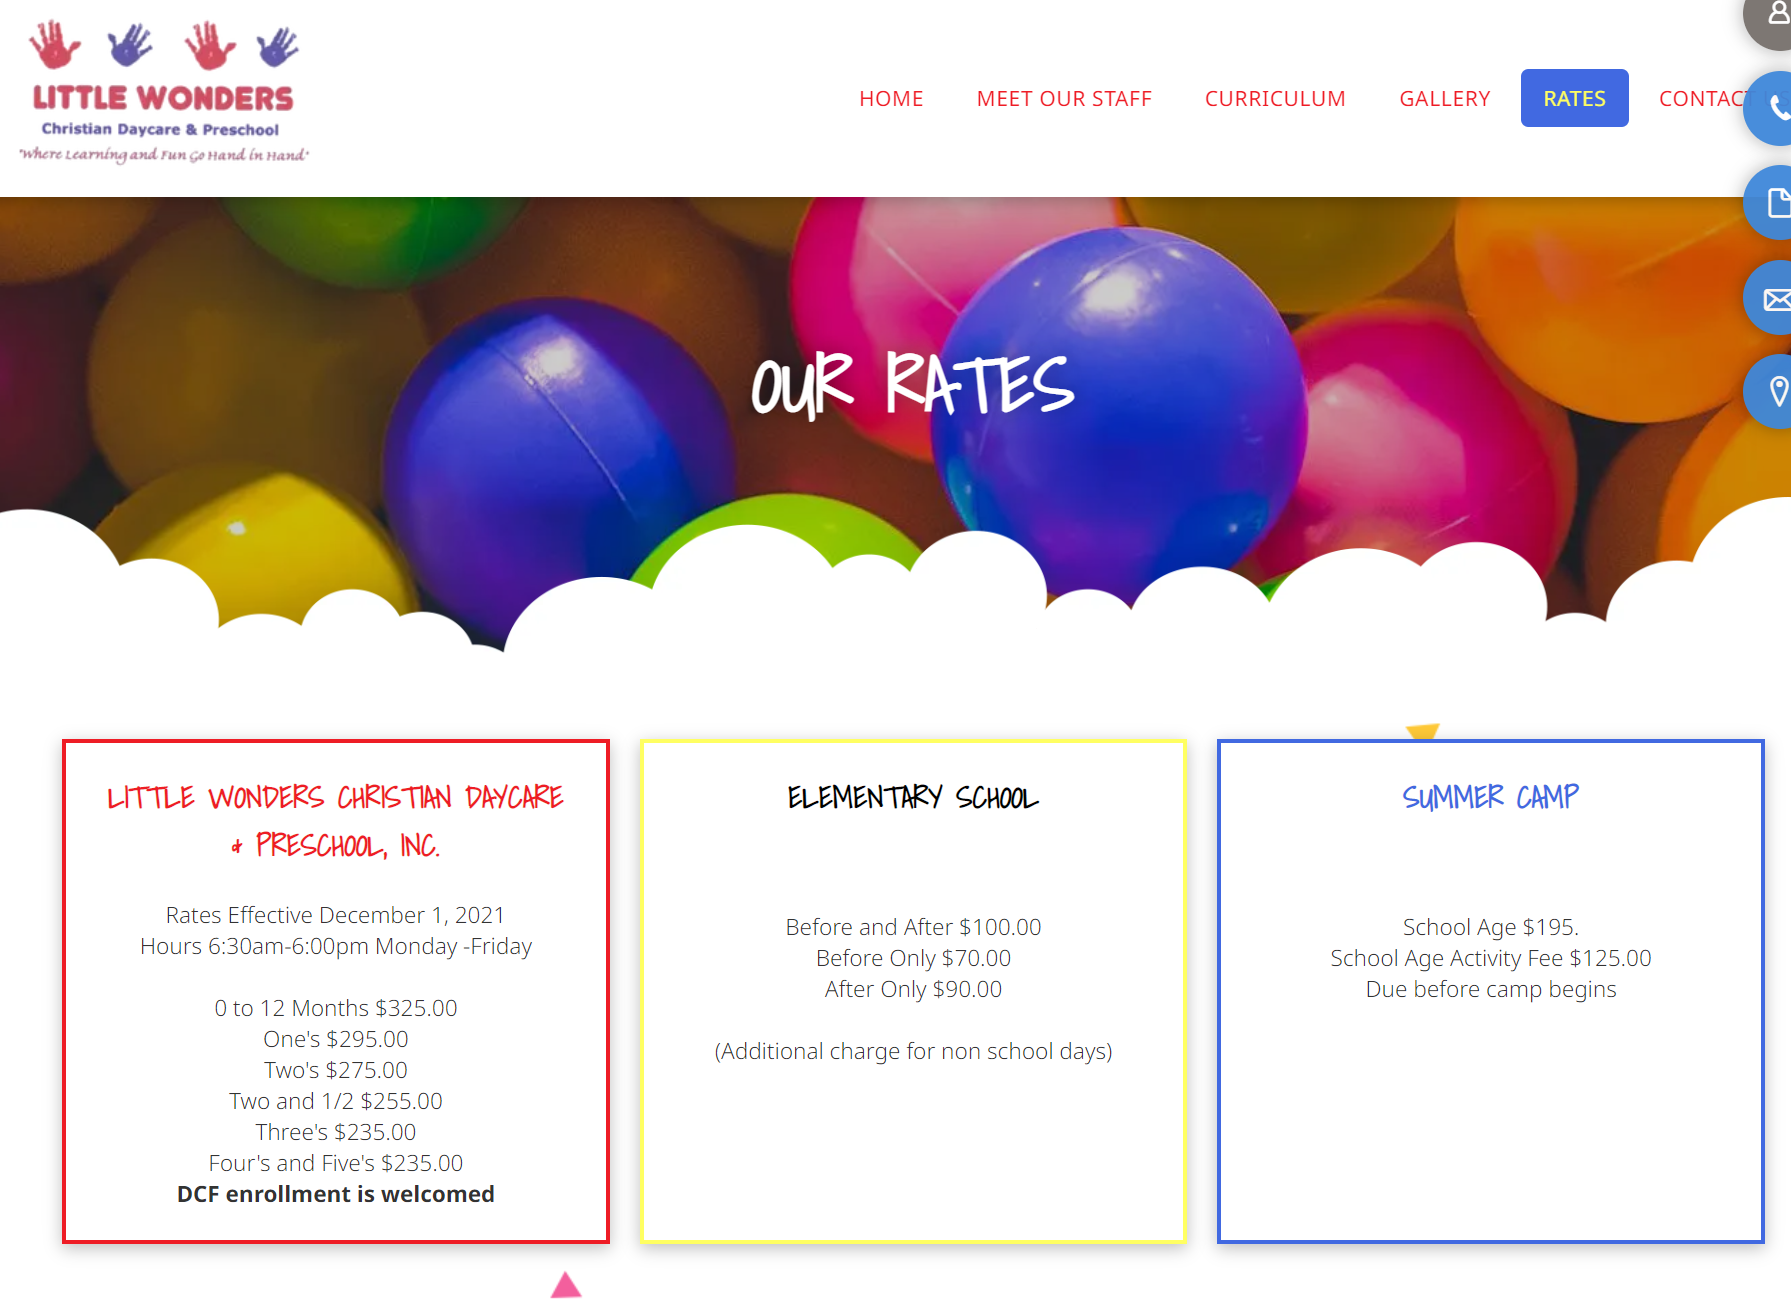 LITTLE WONDERS
Christian Daycare & Preschool
"Where Learning and Fun Go Hand in Hand"
HOME MEET OUR STAFF CURRICULUM GALLERY RATES CONTACT
OUR RATES
LITTLE WONDERS CHRISTIAN DAYCARE
& PRESCHOOL, INC.
Rates Effective December 1, 2021
Hours 6:30am-6:00pm Monday -Friday
0 to 12 Months $325.00
One's $295.00
Two's $275.00
Two and 1/2 $255.00
Three's $235.00
Four's and Five's $235.00
DCF enrollment is welcomed
ELEMENTARY SCHOOL
Before and After $100.00
Before Only $70.00
After Only $90.00
(Additional charge for non school days)
SUMMER CAMP
School Age $195.
School Age Activity Fee $125.00
Due before camp begins